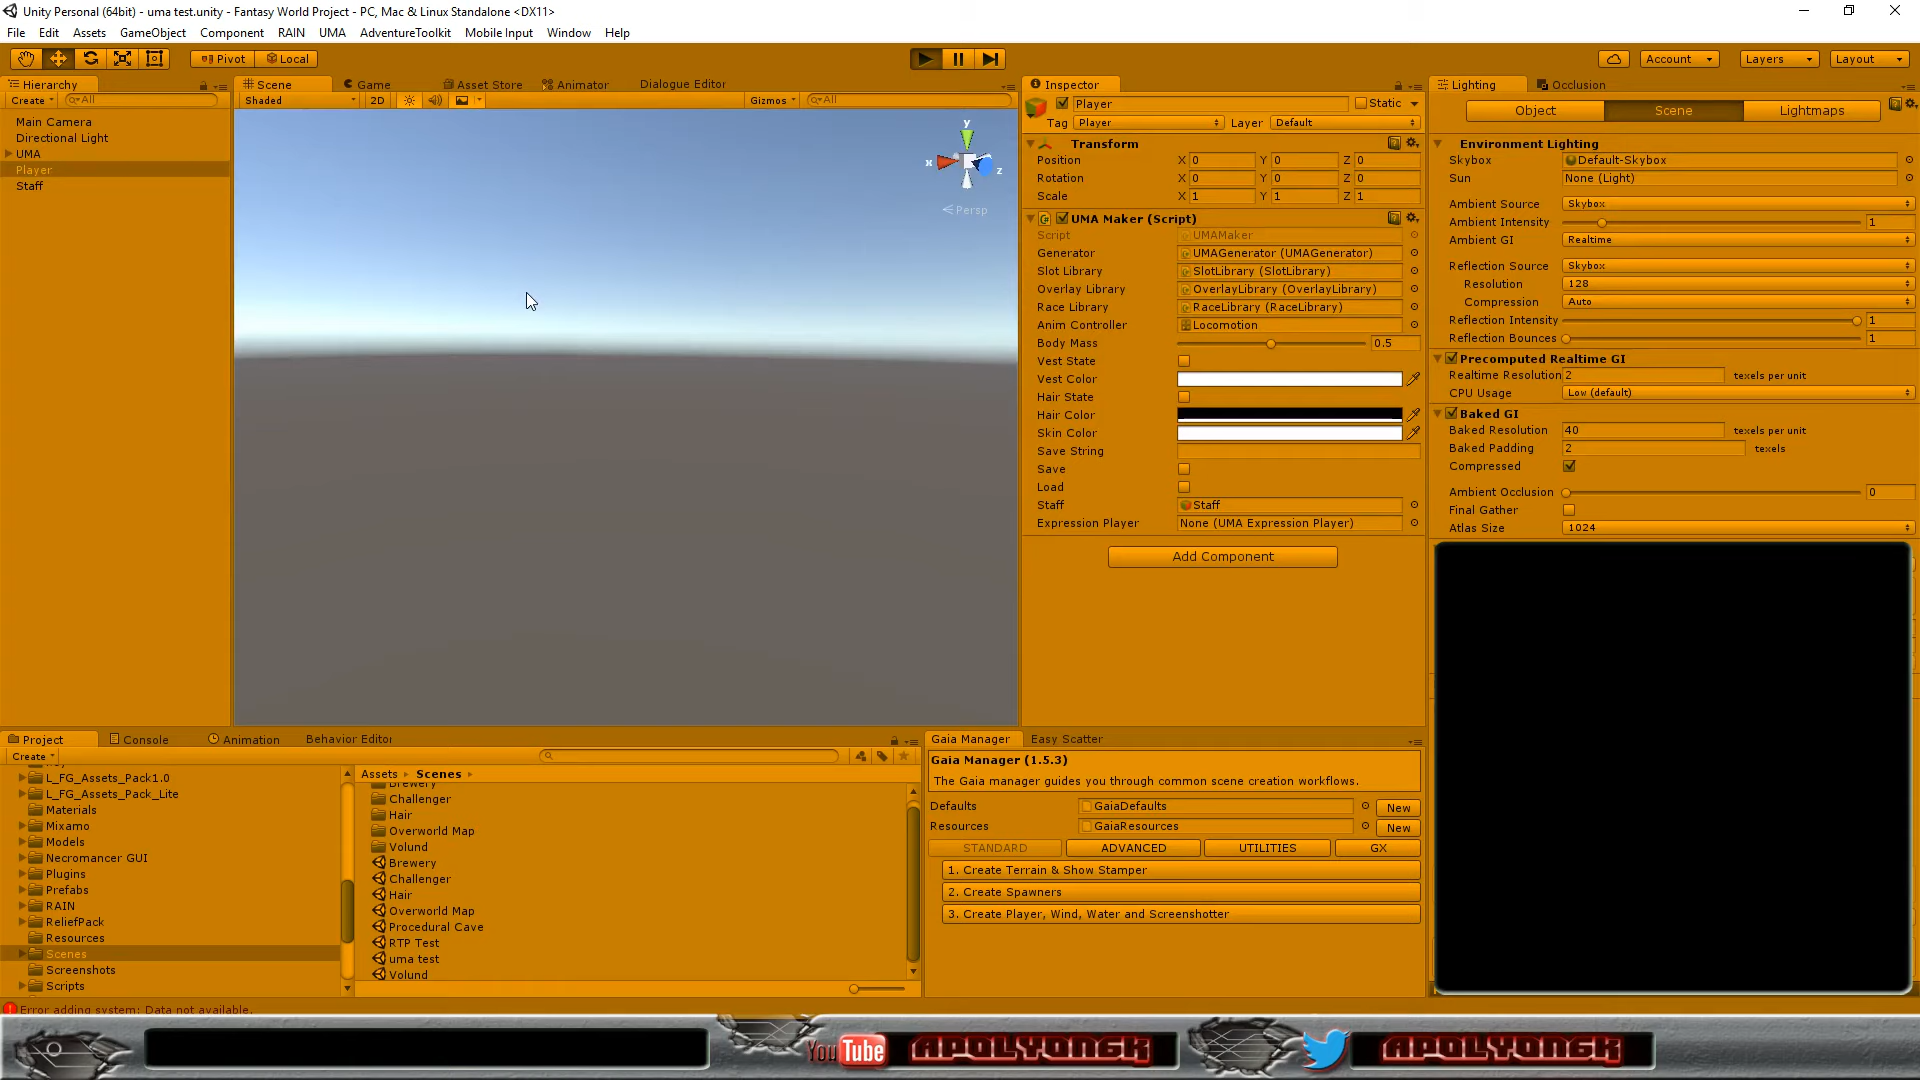 Unity Personal (64bit) - uma test.unity - Fantasy World Project - PC, Mac & Linux Standalone <DX11>
File Edit Assets GameObject Component RAIN UMA AdventureToolkit Mobile Input Window Help
Pivot Local Account Layers Layout
Hierarchy
Create All
Main Camera
Directional Light
UMA
Player
Staff
Scene Game Asset Store Animator Dialogue Editor
Shaded 2D Gizmos All
y
x
z
Persp
Inspector
Player Static
Tag Player Layer Default
Transform
Position X 0 Y 0 Z 0
Rotation X 0 Y 0 Z 0
Scale X 1 Y 1 Z 1
UMA Maker (Script)
Script UMAMaker
Generator UMAGenerator (UMAGenerator)
Slot Library SlotLibrary (SlotLibrary)
Overlay Library OverlayLibrary (OverlayLibrary)
Race Library RaceLibrary (RaceLibrary)
Anim Controller Locomotion
Body Mass 0.5
Vest State
Vest Color
Hair State
Hair Color
Skin Color
Save String
Save
Load
Staff Staff
Expression Player None (UMA Expression Player)
Add Component
Lighting Occlusion
Object Scene Lightmaps
Environment Lighting
Skybox Default-Skybox
Sun None (Light)
Ambient Source Skybox
Ambient Intensity 1
Ambient GI Realtime
Reflection Source Skybox
Resolution 128
Compression Auto
Reflection Intensity 1
Reflection Bounces 1
Precomputed Realtime GI
Realtime Resolution 2 texels per unit
CPU Usage Low (default)
Baked GI
Baked Resolution 40 texels per unit
Baked Padding 2 texels
Compressed
Ambient Occlusion 0
Final Gather
Atlas Size 1024
Project Console Animation Behavior Editor
Create
L_FG_Assets_Pack1.0
L_FG_Assets_Pack_Lite
Materials
Mixamo
Models
Necromancer GUI
Plugins
Prefabs
RAIN
ReliefPack
Resources
Scenes
Screenshots
Scripts
Assets Scenes
Brewery
Challenger
Hair
Overworld Map
Volund
Brewery
Challenger
Hair
Overworld Map
Procedural Cave
RTP Test
uma test
Volund
Gaia Manager Easy Scatter
Gaia Manager (1.5.3)
The Gaia manager guides you through common scene creation workflows.
Defaults GaiaDefaults New
Resources GaiaResources New
STANDARD ADVANCED UTILITIES GX
1. Create Terrain & Show Stamper
2. Create Spawners
3. Create Player, Wind, Water and Screenshotter
Error adding system: Data not available.
YouTube APOLYONGK APOLYONGK